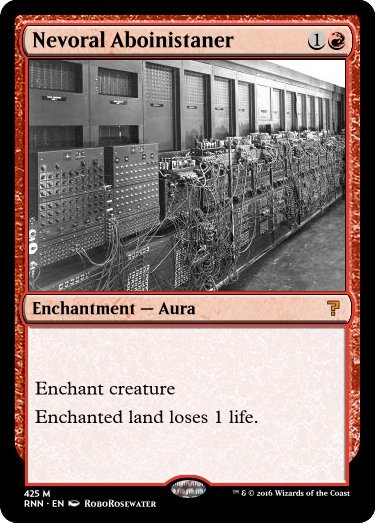 Nevoral Aboinistaner 1
Enchantment — Aura ?
Enchant creature
Enchanted land loses 1 life.
425 M
RNN • EN RoboRosewater
™ & © 2016 Wizards of the Coast